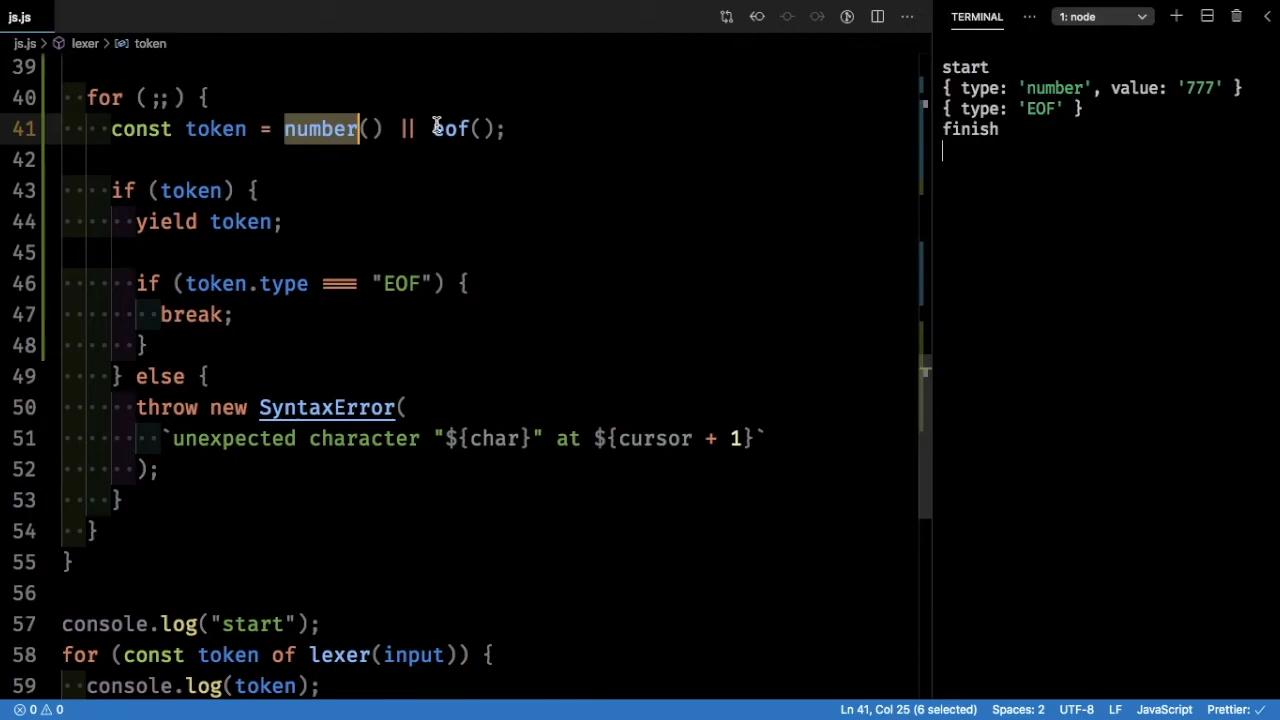 js.js
TERMINAL
1: node
js.js > lexer > token
39
40 for (;;) {
41 const token = number() || eof();
42
43 if (token) {
44 yield token;
45
46 if (token.type === "EOF") {
47 break;
48 }
49 } else {
50 throw new SyntaxError(
51 `unexpected character "${char}" at ${cursor + 1}`
52 );
53 }
54 }
55 }
56
57 console.log("start");
58 for (const token of lexer(input)) {
59 console.log(token);
start
{ type: 'number', value: '777' }
{ type: 'EOF' }
finish
0 0 Ln 41, Col 25 (6 selected) Spaces: 2 UTF-8 LF JavaScript Prettier: ✓